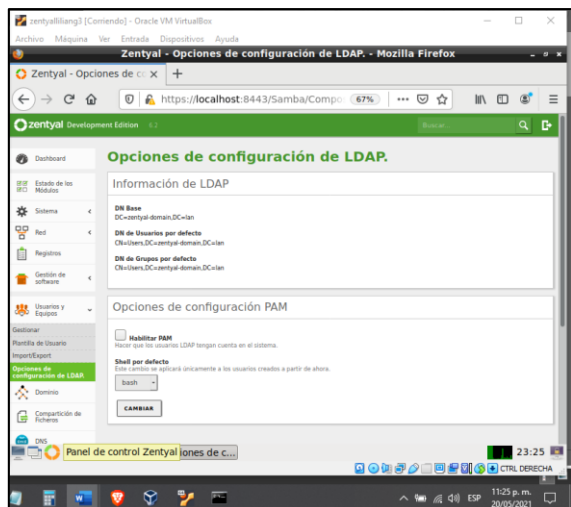 zentyalliliang3 [Corriendo] - Oracle VM VirtualBox
Archivo Máquina Ver Entrada Dispositivos Ayuda
Zentyal - Opciones de configuración de LDAP. - Mozilla Firefox
Zentyal - Opciones de co
https://localhost:8443/Samba/Compo
67%
zentyal Development Edition
Buscar...
Dashboard
Opciones de configuración de LDAP.
Estado de los
Módulos
Sistema
Red
Registros
Gestión de
software
Usuarios y
Equipos
Gestionar
Plantilla de Usuario
Import/Export
Opciones de
configuración de LDAP.
Dominio
Compartición de
Ficheros
DNS
Información de LDAP
DN Base
DC=zentyal-domain,DC=lan
DN de Usuarios por defecto
CN=Users,DC=zentyal-domain,DC=lan
DN de Grupos por defecto
CN=Users,DC=zentyal-domain,DC=lan
Opciones de configuración PAM
Habilitar PAM
Hacer que los usuarios LDAP tengan cuenta en el sistema.
Shell por defecto
Este cambio se aplicará únicamente a los usuarios creados a partir de ahora.
bash
CAMBIAR
Panel de control Zentyal
iones de c...
23:25
CTRL DERECHA
ESP
11:25 p. m.
20/05/2021